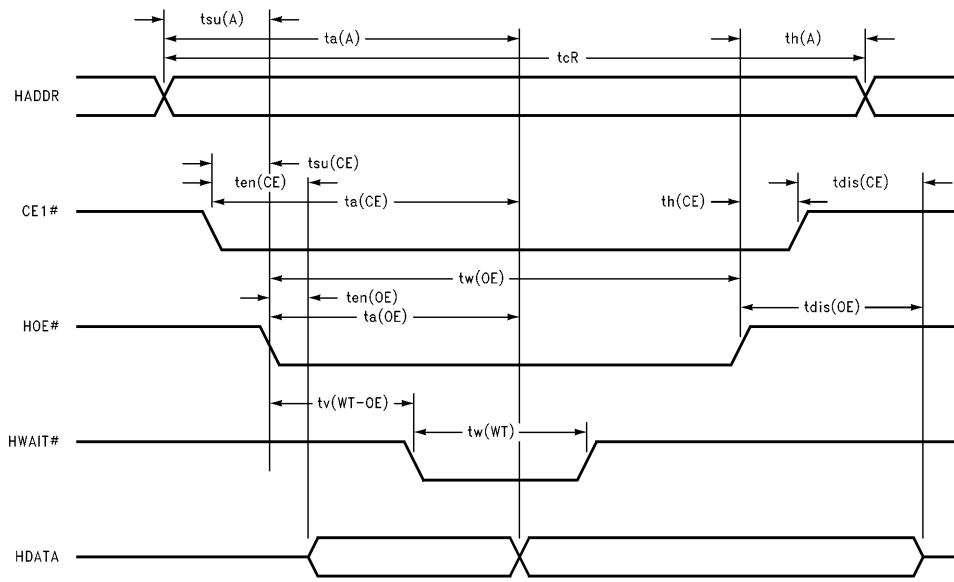 tsu(A)
ta(A)
th(A)
tcR
HADDR
tsu(CE)
ten(CE)
tdis(CE)
ta(CE)
th(CE)
CE1#
tw(OE)
ten(OE)
tdis(OE)
ta(OE)
HOE#
tv(WT-OE)
tw(WT)
HWAIT#
HDATA